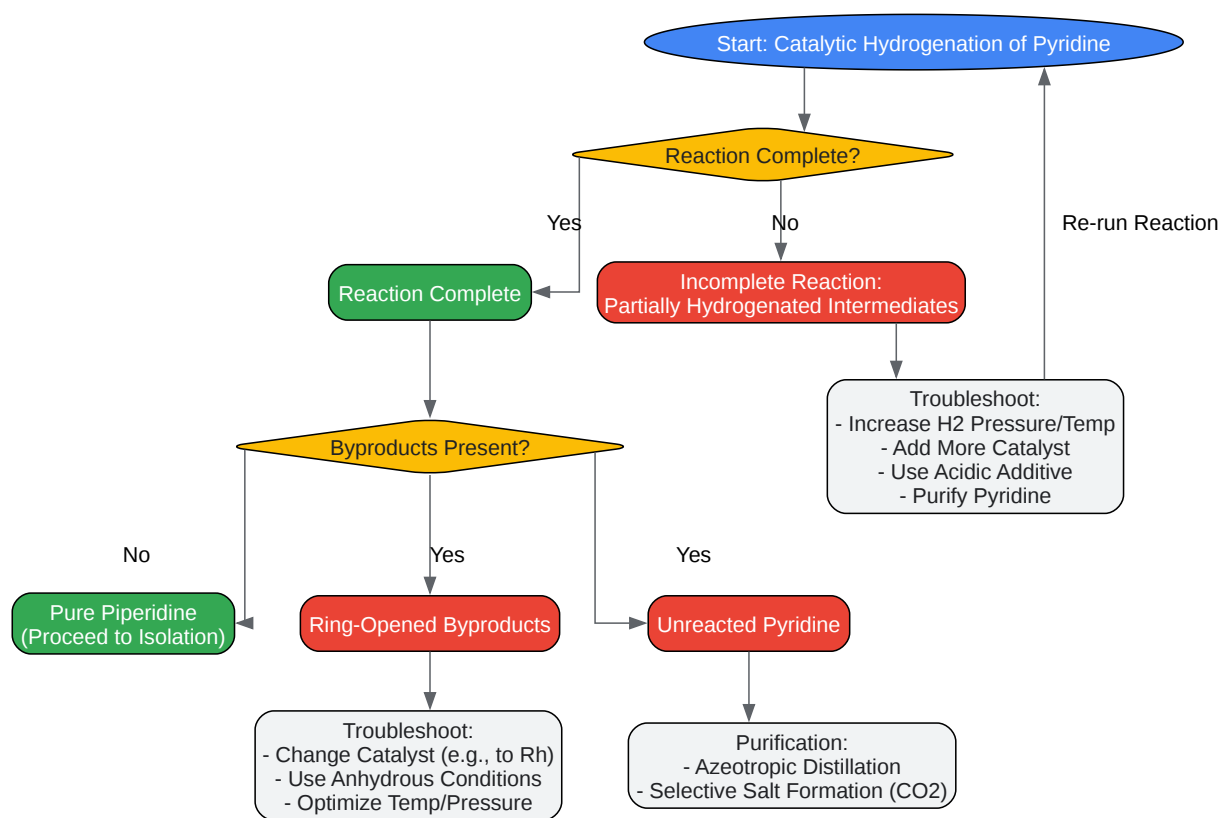 Start: Catalytic Hydrogenation of Pyridine
Reaction Complete?
Yes
No
Re-run Reaction
Reaction Complete
Incomplete Reaction:
Partially Hydrogenated Intermediates
Troubleshoot:
- Increase H2 Pressure/Temp
- Add More Catalyst
- Use Acidic Additive
- Purify Pyridine
Byproducts Present?
No
Yes
Yes
Pure Piperidine
(Proceed to Isolation)
Ring-Opened Byproducts
Unreacted Pyridine
Troubleshoot:
- Change Catalyst (e.g., to Rh)
- Use Anhydrous Conditions
- Optimize Temp/Pressure
Purification:
- Azeotropic Distillation
- Selective Salt Formation (CO2)